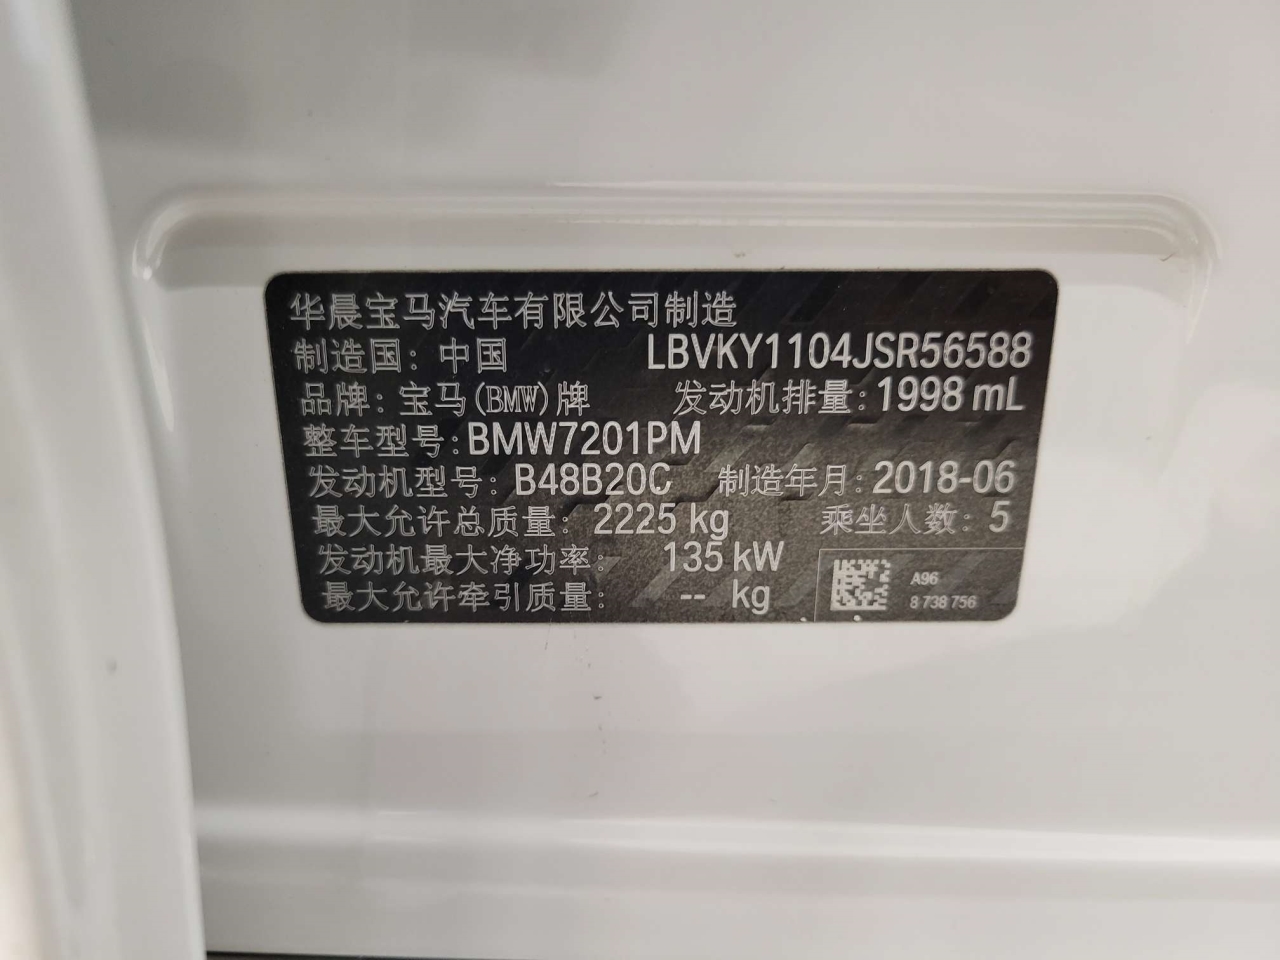 华晨宝马汽车有限公司制造
制造国：中国 LBVKY1104JSR56588
品牌：宝马(BMW)牌 发动机排量：1998 mL
整车型号：BMW7201PM
发动机型号：B48B20C 制造年月：2018-06
最大允许总质量：2225 kg 乘坐人数：5
发动机最大净功率：135 kW
最大允许牵引质量：-- kg
A96
8 738 756